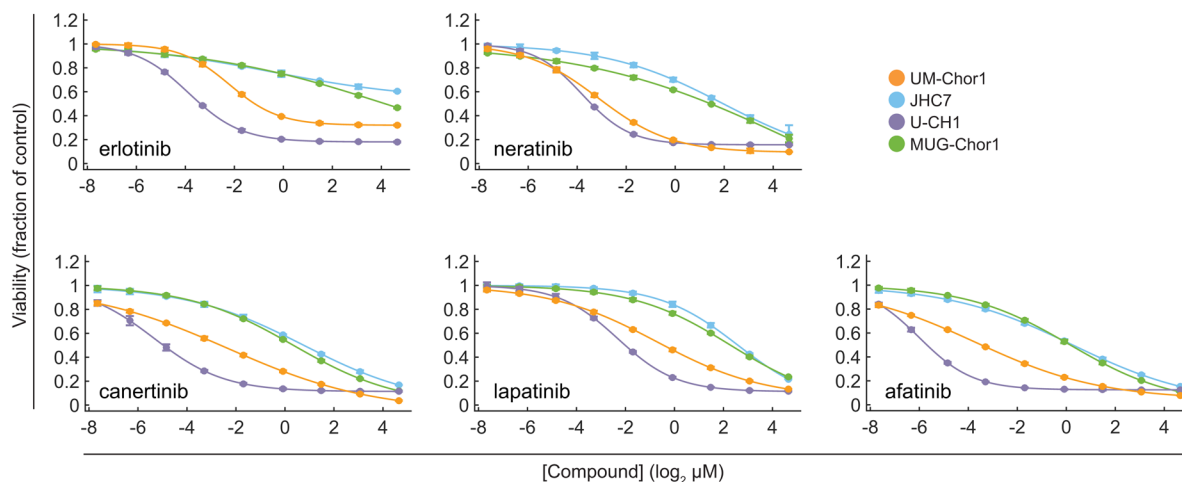 Viability (fraction of control)
1.2
1
0.8
0.6
0.4
0.2
0
erlotinib
-8 -6 -4 -2 0 2 4
1.2
1
0.8
0.6
0.4
0.2
0
neratinib
-8 -6 -4 -2 0 2 4
UM-Chor1
JHC7
U-CH1
MUG-Chor1
1.2
1
0.8
0.6
0.4
0.2
0
canertinib
-8 -6 -4 -2 0 2 4
1.2
1
0.8
0.6
0.4
0.2
0
lapatinib
-8 -6 -4 -2 0 2 4
1.2
1
0.8
0.6
0.4
0.2
0
afatinib
-8 -6 -4 -2 0 2 4
[Compound] (log₂ µM)